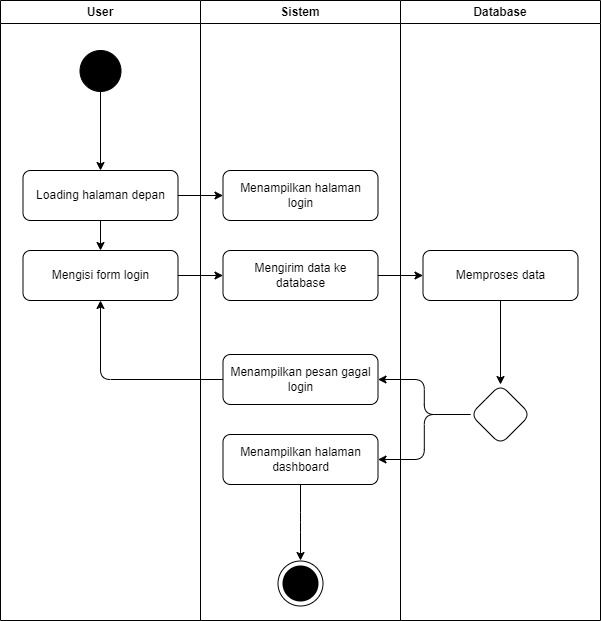 User
Sistem
Database
Loading halaman depan
Menampilkan halaman
login
Mengisi form login
Mengirim data ke
database
Memproses data
Menampilkan pesan gagal
login
Menampilkan halaman
dashboard